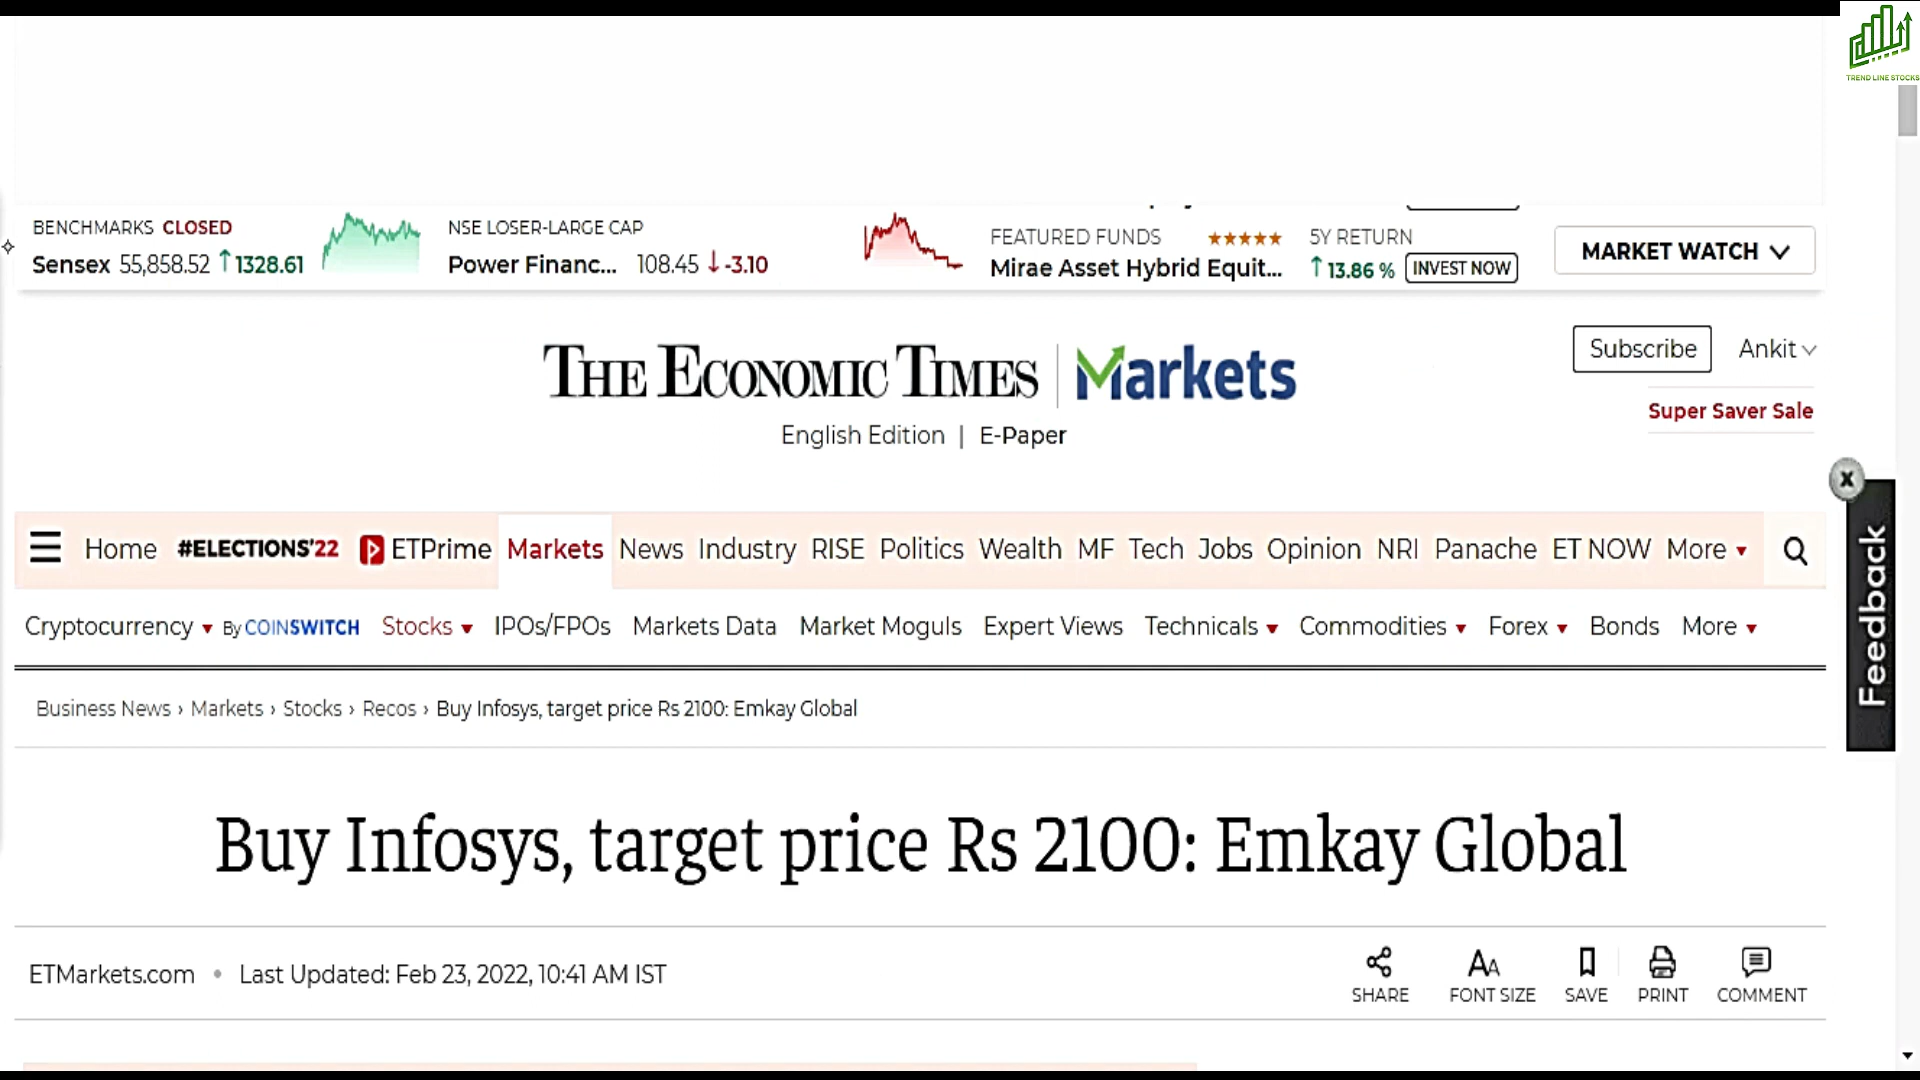 TREND LINE STOCKS
BENCHMARKS CLOSED
Sensex 55,858.52 ↑1328.61
NSE LOSER-LARGE CAP
Power Financ... 108.45 ↓-3.10
FEATURED FUNDS ★★★★★
Mirae Asset Hybrid Equit...
5Y RETURN
↑13.86 % INVEST NOW
MARKET WATCH
THE ECONOMIC TIMES | Markets
English Edition | E-Paper
Subscribe Ankit
Super Saver Sale
Feedback
Home #ELECTIONS'22 ETPrime Markets News Industry RISE Politics Wealth MF Tech Jobs Opinion NRI Panache ET NOW More
Cryptocurrency By COINSWITCH Stocks IPOs/FPOs Markets Data Market Moguls Expert Views Technicals Commodities Forex Bonds More
Business News › Markets › Stocks › Recos › Buy Infosys, target price Rs 2100: Emkay Global
Buy Infosys, target price Rs 2100: Emkay Global
ETMarkets.com • Last Updated: Feb 23, 2022, 10:41 AM IST
SHARE FONT SIZE SAVE PRINT COMMENT